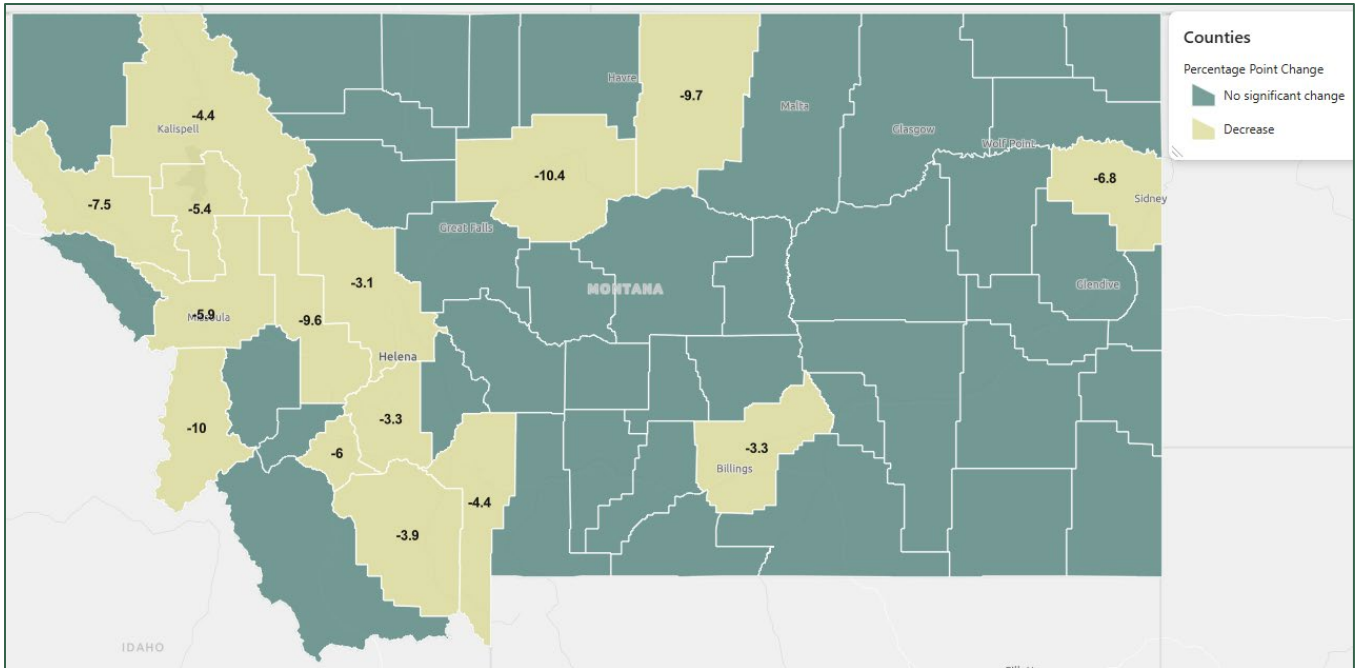 Counties
Percentage Point Change
No significant change
Decrease
-4.4
Kalispell
Havre
-9.7
Malta
Glasgow
Wolf Point
-10.4
-6.8
Sidney
-7.5
-5.4
Great Falls
-3.1
MONTANA
Glendive
-5.9
Missoula
-9.6
Helena
-10
-3.3
-6
-3.3
Billings
-4.4
-3.9
IDAHO